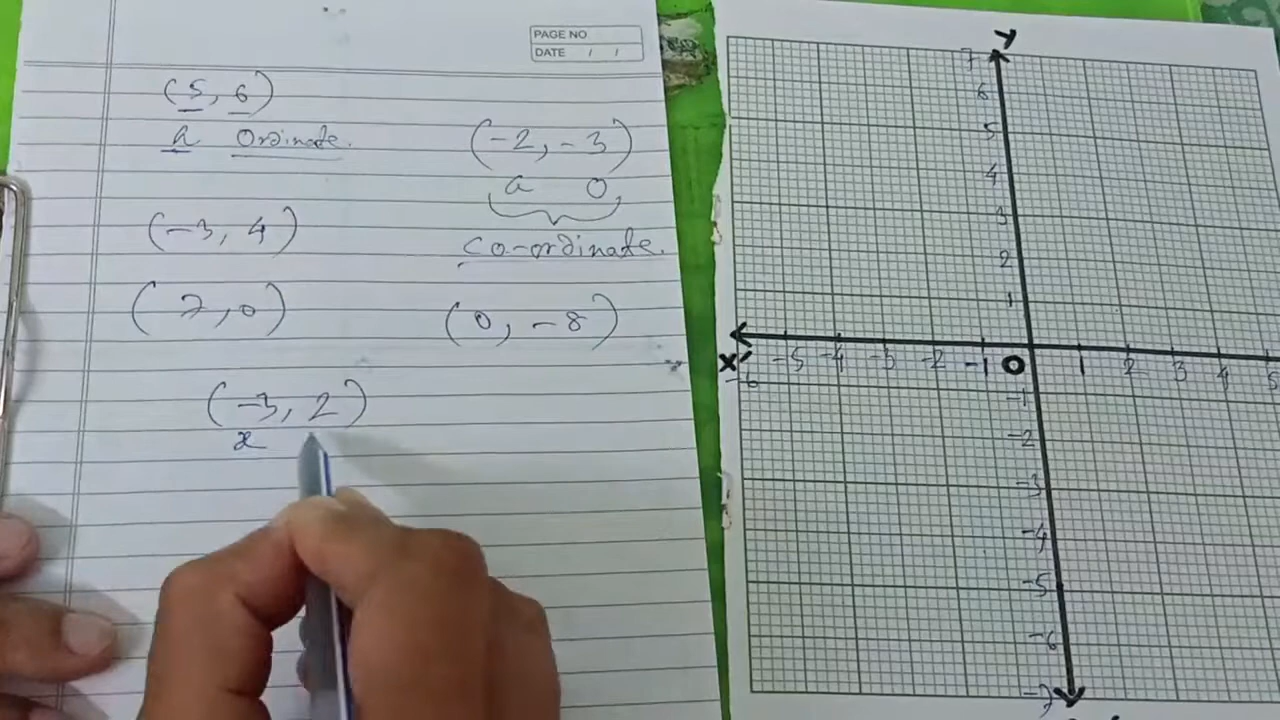 PAGE NO
DATE / /
(5, 6)
a Ordinate.
(-2, -3)
a O
Co-ordinate.
(-3, 4)
(7, 0)
(0, -8)
(-3, 2)
x
Y
7
6
5
4
3
2
1
X' -6 -5 -4 -3 -2 -1 O 1 2 3 4 5
-1
-2
-3
-4
-5
-6
-7